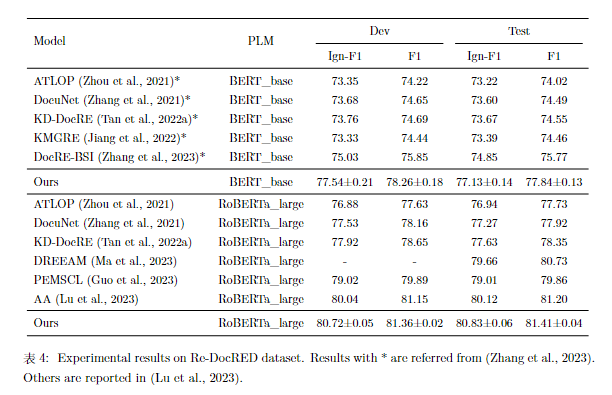 Model PLM Dev Test
Ign-F1 F1 Ign-F1 F1
ATLOP (Zhou et al., 2021)* BERT_base 73.35 74.22 73.22 74.02
DocuNet (Zhang et al., 2021)* BERT_base 73.68 74.65 73.60 74.49
KD-DocRE (Tan et al., 2022a)* BERT_base 73.76 74.69 73.67 74.55
KMGRE (Jiang et al., 2022)* BERT_base 73.33 74.44 73.39 74.46
DocRE-BSI (Zhang et al., 2023)* BERT_base 75.03 75.85 74.85 75.77
Ours BERT_base 77.54±0.21 78.26±0.18 77.13±0.14 77.84±0.13
ATLOP (Zhou et al., 2021) RoBERTa_large 76.88 77.63 76.94 77.73
DocuNet (Zhang et al., 2021) RoBERTa_large 77.53 78.16 77.27 77.92
KD-DocRE (Tan et al., 2022a) RoBERTa_large 77.92 78.65 77.63 78.35
DREEAM (Ma et al., 2023) RoBERTa_large - - 79.66 80.73
PEMSCL (Guo et al., 2023) RoBERTa_large 79.02 79.89 79.01 79.86
AA (Lu et al., 2023) RoBERTa_large 80.04 81.15 80.12 81.20
Ours RoBERTa_large 80.72±0.05 81.36±0.02 80.83±0.06 81.41±0.04
表 4: Experimental results on Re-DocRED dataset. Results with * are referred from (Zhang et al., 2023).
Others are reported in (Lu et al., 2023).